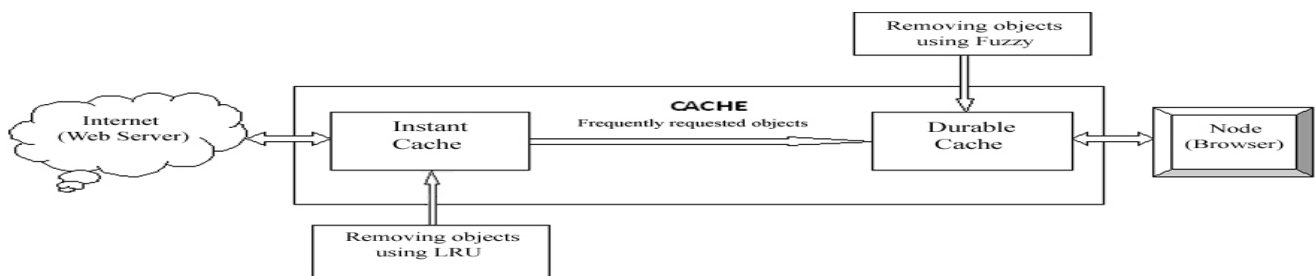 Removing objects
using Fuzzy
CACHE
Internet
(Web Server)
Instant
Cache
Frequently requested objects
Durable
Cache
Node
(Browser)
Removing objects
using LRU